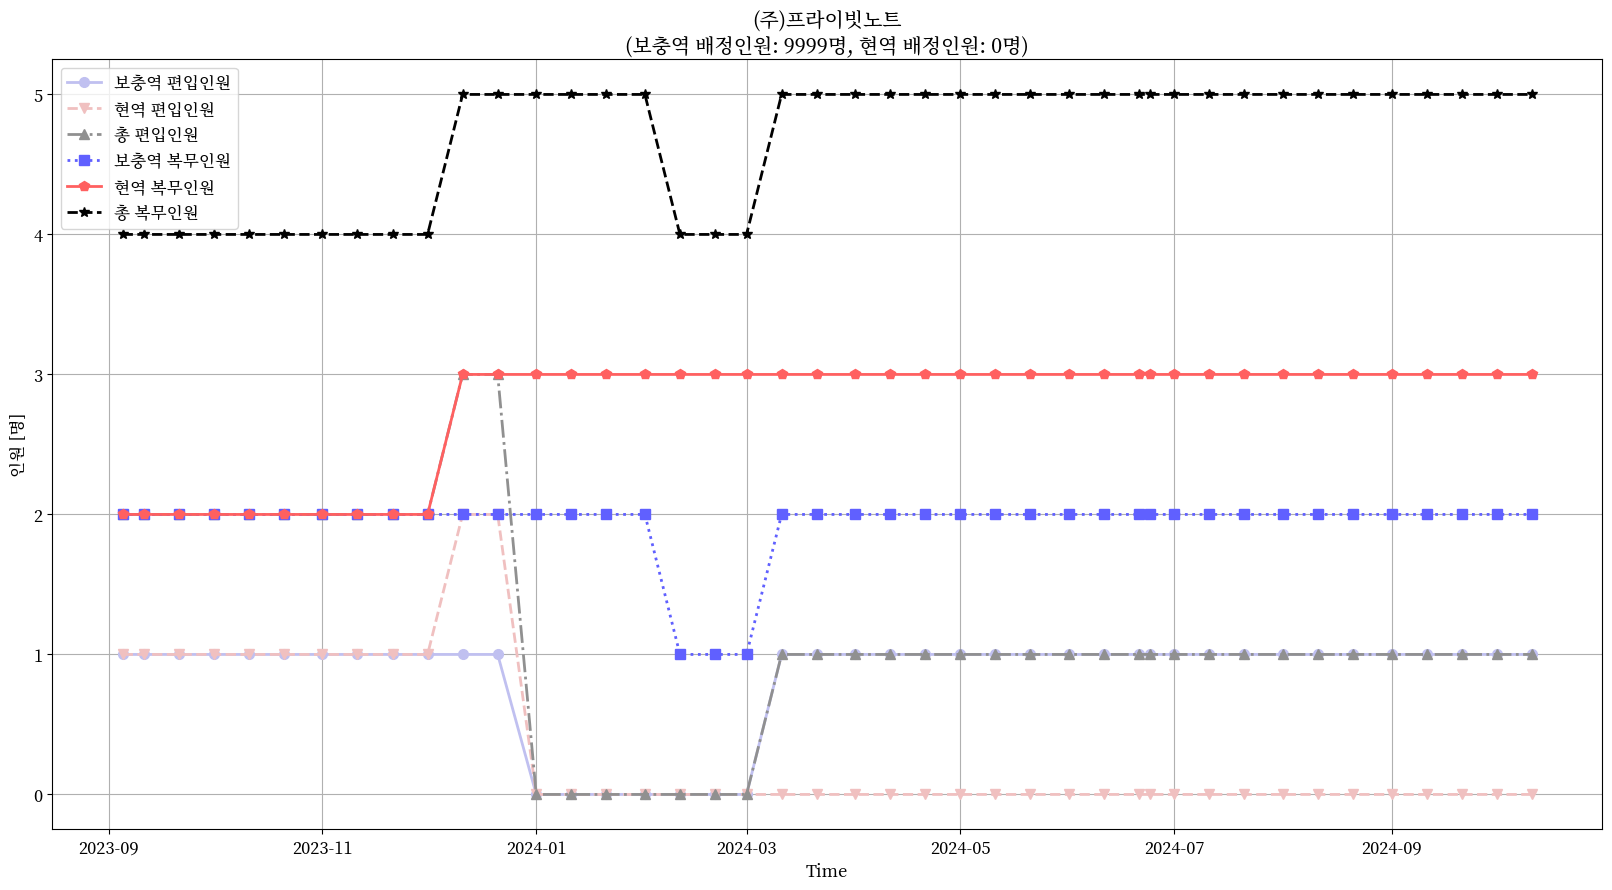 (주)프라이빗노트
(보충역 배정인원: 9999명, 현역 배정인원: 0명)
보충역 편입인원
현역 편입인원
총 편입인원
보충역 복무인원
현역 복무인원
총 복무인원
인원 [명]
5
4
3
2
1
0
2023-09
2023-11
2024-01
2024-03
2024-05
2024-07
2024-09
Time